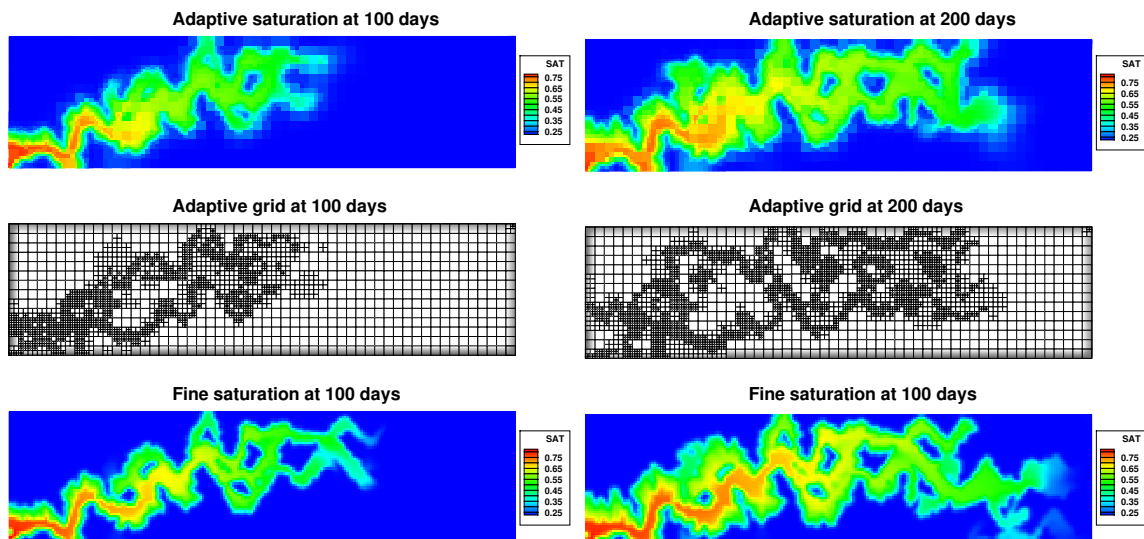 Adaptive saturation at 100 days
SAT
0.75
0.65
0.55
0.45
0.35
0.25
Adaptive saturation at 200 days
SAT
0.75
0.65
0.55
0.45
0.35
0.25
Adaptive grid at 100 days
Adaptive grid at 200 days
Fine saturation at 100 days
SAT
0.75
0.65
0.55
0.45
0.35
0.25
Fine saturation at 100 days
SAT
0.75
0.65
0.55
0.45
0.35
0.25